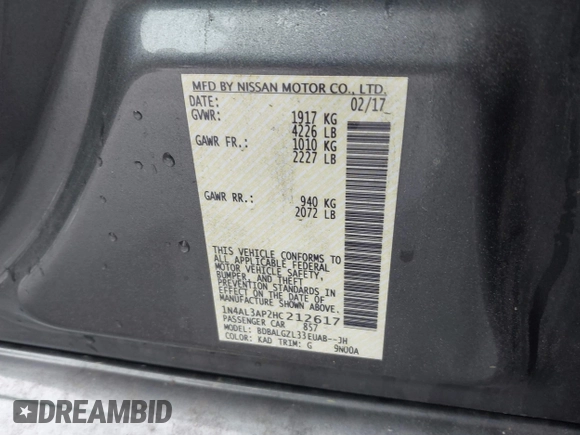 MFD BY NISSAN MOTOR CO., LTD.
DATE: 02/17
GVWR: 1917 KG
4226 LB
GAWR FR.: 1010 KG
2227 LB
GAWR RR.: 940 KG
2072 LB
THIS VEHICLE CONFORMS TO
ALL APPLICABLE FEDERAL
MOTOR VEHICLE SAFETY,
BUMPER, AND THEFT
PREVENTION STANDARDS IN
EFFECT ON THE DATE OF
MANUFACTURE SHOWN ABOVE.
1N4AL3AP2HC212617
PASSENGER CAR 857
MODEL: BDBALGZL33EUAB--JH
COLOR: KAD TRIM: G 9N00A
DREAMBID